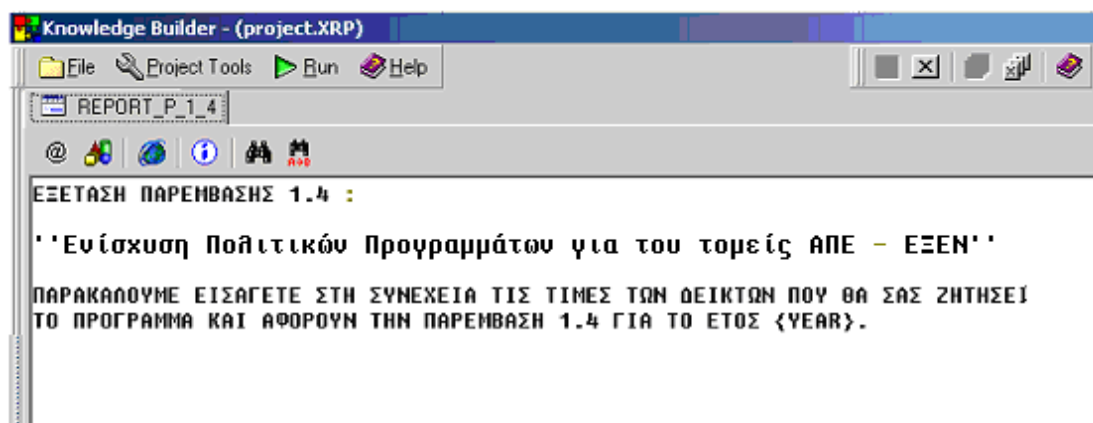 Knowledge Builder - (project.XRP)
File Project Tools Run Help
REPORT_P_1_4
@
ΕΞΕΤΑΣΗ ΠΑΡΕΜΒΑΣΗΣ 1.4 :
''Ενίσχυση Πολιτικών Προγραμμάτων για του τομείς ΑΠΕ - ΕΞΕΝ''
ΠΑΡΑΚΑΛΟΥΜΕ ΕΙΣΑΓΕΤΕ ΣΤΗ ΣΥΝΕΧΕΙΑ ΤΙΣ ΤΙΜΕΣ ΤΩΝ ΔΕΙΚΤΩΝ ΠΟΥ ΘΑ ΣΑΣ ΖΗΤΗΣΕΙ
ΤΟ ΠΡΟΓΡΑΜΜΑ ΚΑΙ ΑΦΟΡΟΥΝ ΤΗΝ ΠΑΡΕΜΒΑΣΗ 1.4 ΓΙΑ ΤΟ ΕΤΟΣ {YEAR}.